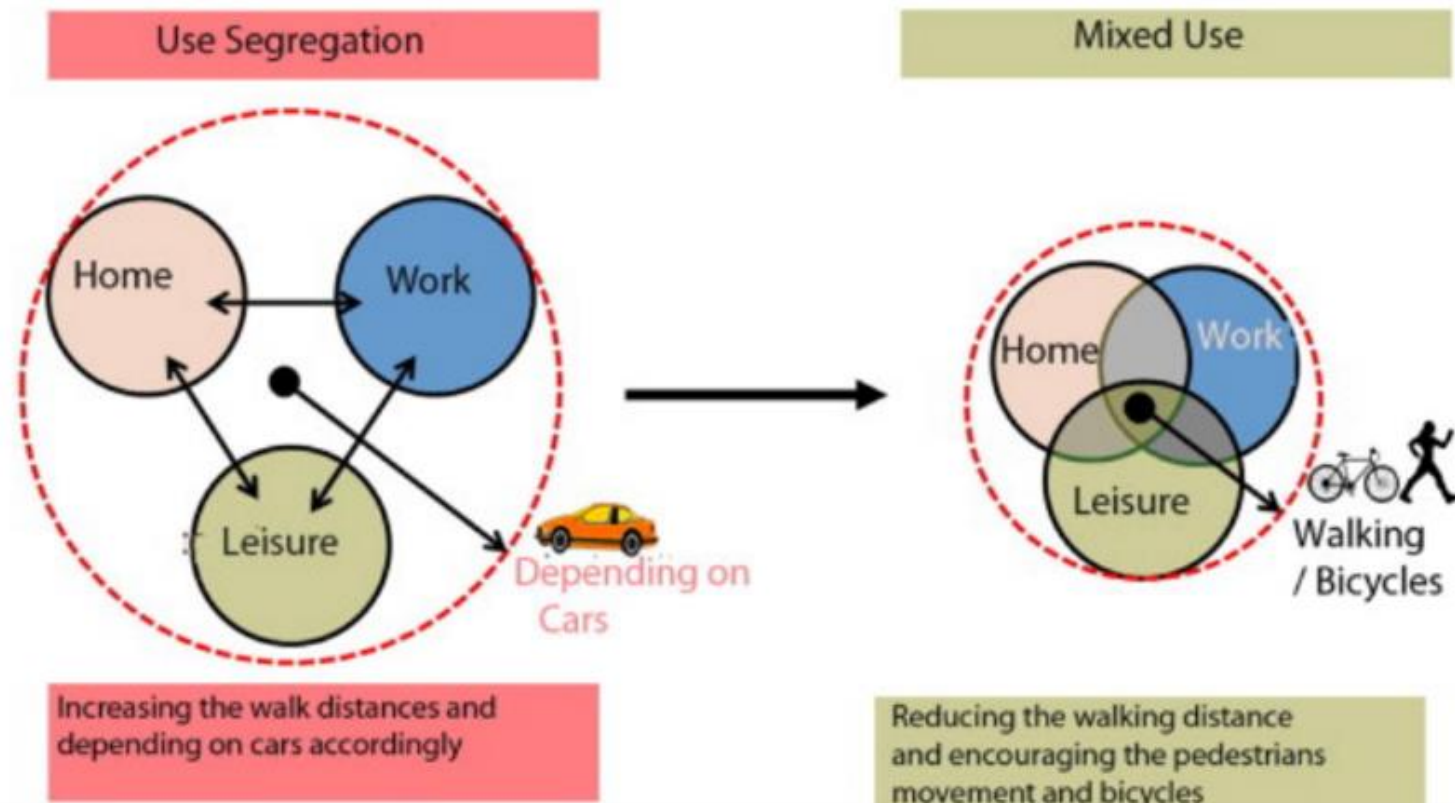 Use Segregation
Mixed Use
Home
Work
Leisure
Depending on
Cars
Home
Work
Leisure
Walking
/ Bicycles
Increasing the walk distances and
depending on cars accordingly
Reducing the walking distance
and encouraging the pedestrians
movement and bicycles